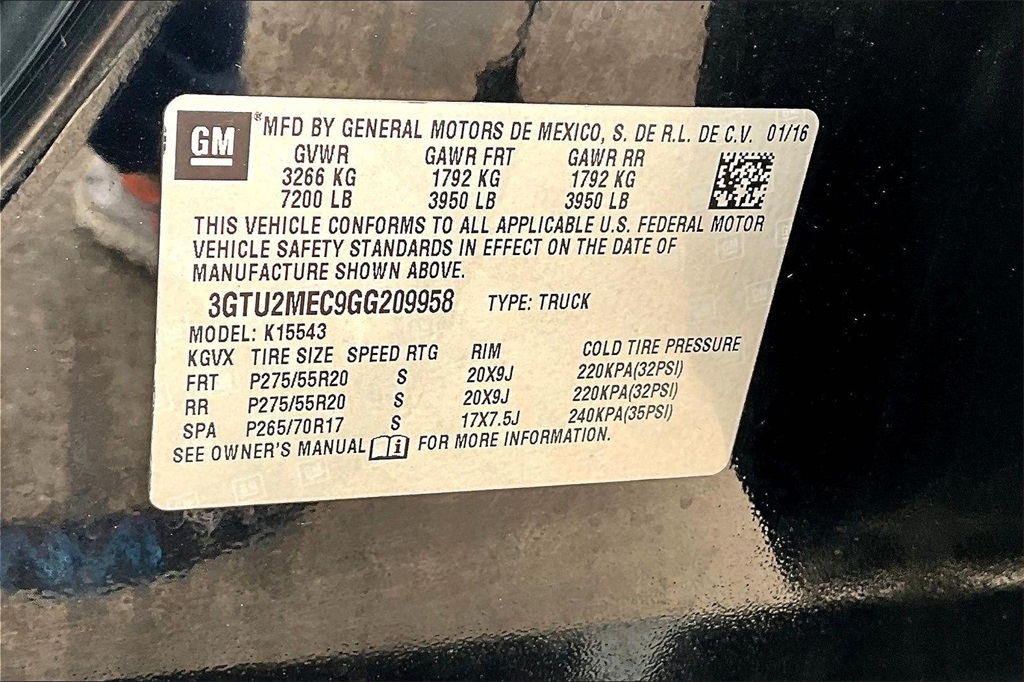 GM ® MFD BY GENERAL MOTORS DE MEXICO, S. DE R.L. DE C.V. 01/16
GVWR GAWR FRT GAWR RR
3266 KG 1792 KG 1792 KG
7200 LB 3950 LB 3950 LB
THIS VEHICLE CONFORMS TO ALL APPLICABLE U.S. FEDERAL MOTOR
VEHICLE SAFETY STANDARDS IN EFFECT ON THE DATE OF
MANUFACTURE SHOWN ABOVE.
3GTU2MEC9GG209958 TYPE: TRUCK
MODEL: K15543
KGVX TIRE SIZE SPEED RTG RIM COLD TIRE PRESSURE
FRT P275/55R20 S 20X9J 220KPA(32PSI)
RR P275/55R20 S 20X9J 220KPA(32PSI)
SPA P265/70R17 S 17X7.5J 240KPA(35PSI)
SEE OWNER'S MANUAL i FOR MORE INFORMATION.